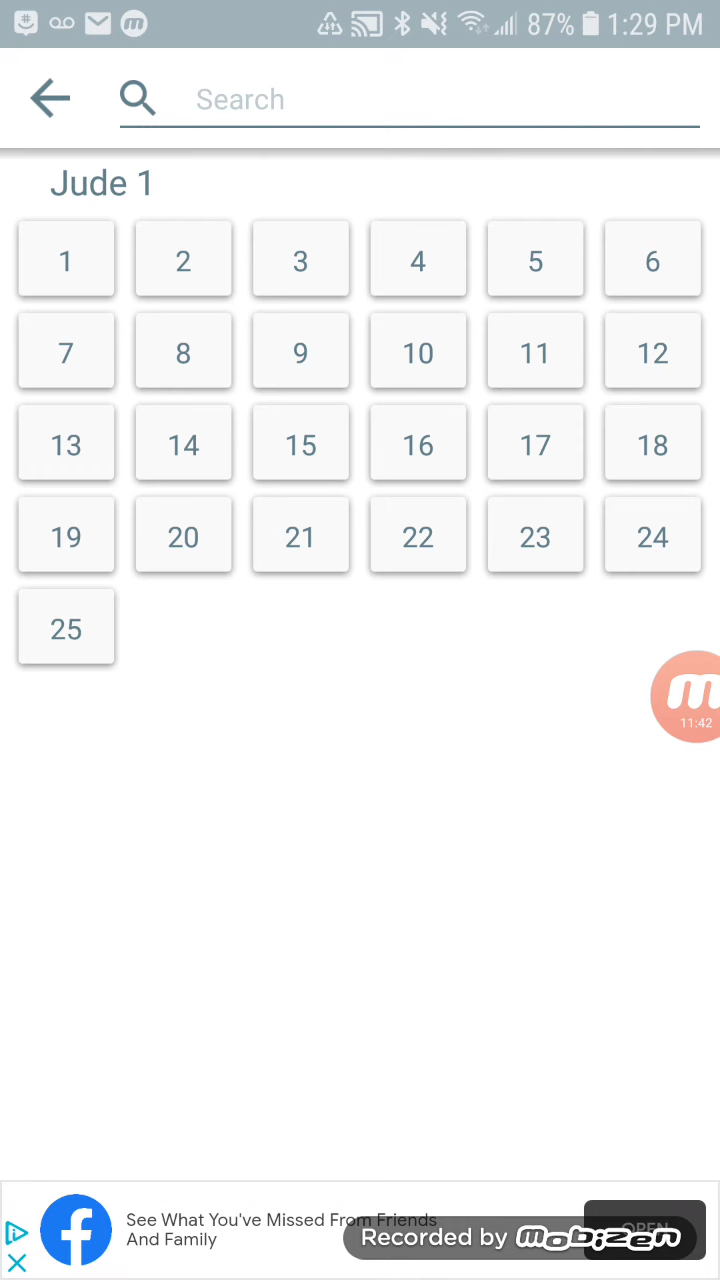 87% 1:29 PM
Search
Jude 1
1 2 3 4 5 6
7 8 9 10 11 12
13 14 15 16 17 18
19 20 21 22 23 24
25
m
11:42
See What You've Missed From Friends
And Family
OPEN
Recorded by mobizen